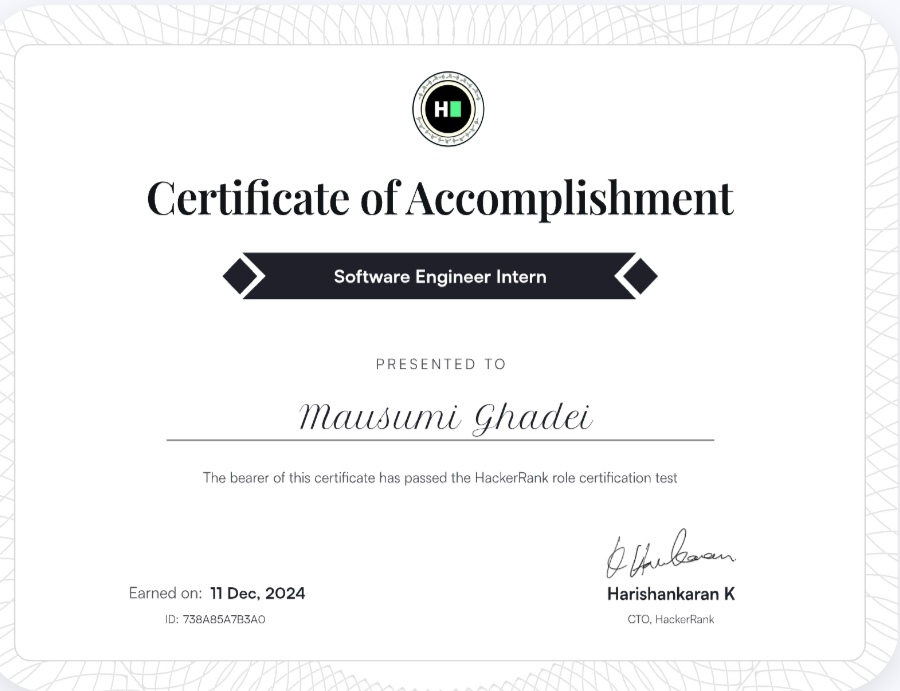 H
Certificate of Accomplishment
Software Engineer Intern
PRESENTED TO
Mausumi Ghadei
The bearer of this certificate has passed the HackerRank role certification test
Earned on: 11 Dec, 2024
ID: 738A85A7B3A0
Harishankaran K
CTO, HackerRank